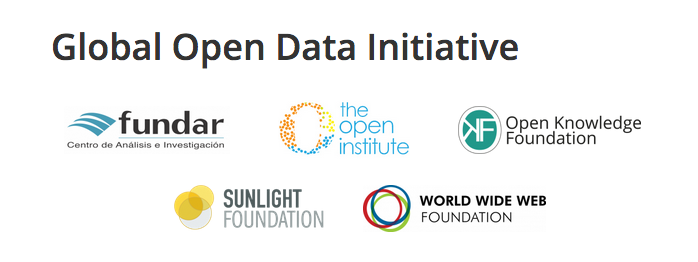 Global Open Data Initiative
fundar
Centro de Análisis e Investigación
the
open
institute
KF
Open Knowledge
Foundation
SUNLIGHT
FOUNDATION
WORLD WIDE WEB
FOUNDATION